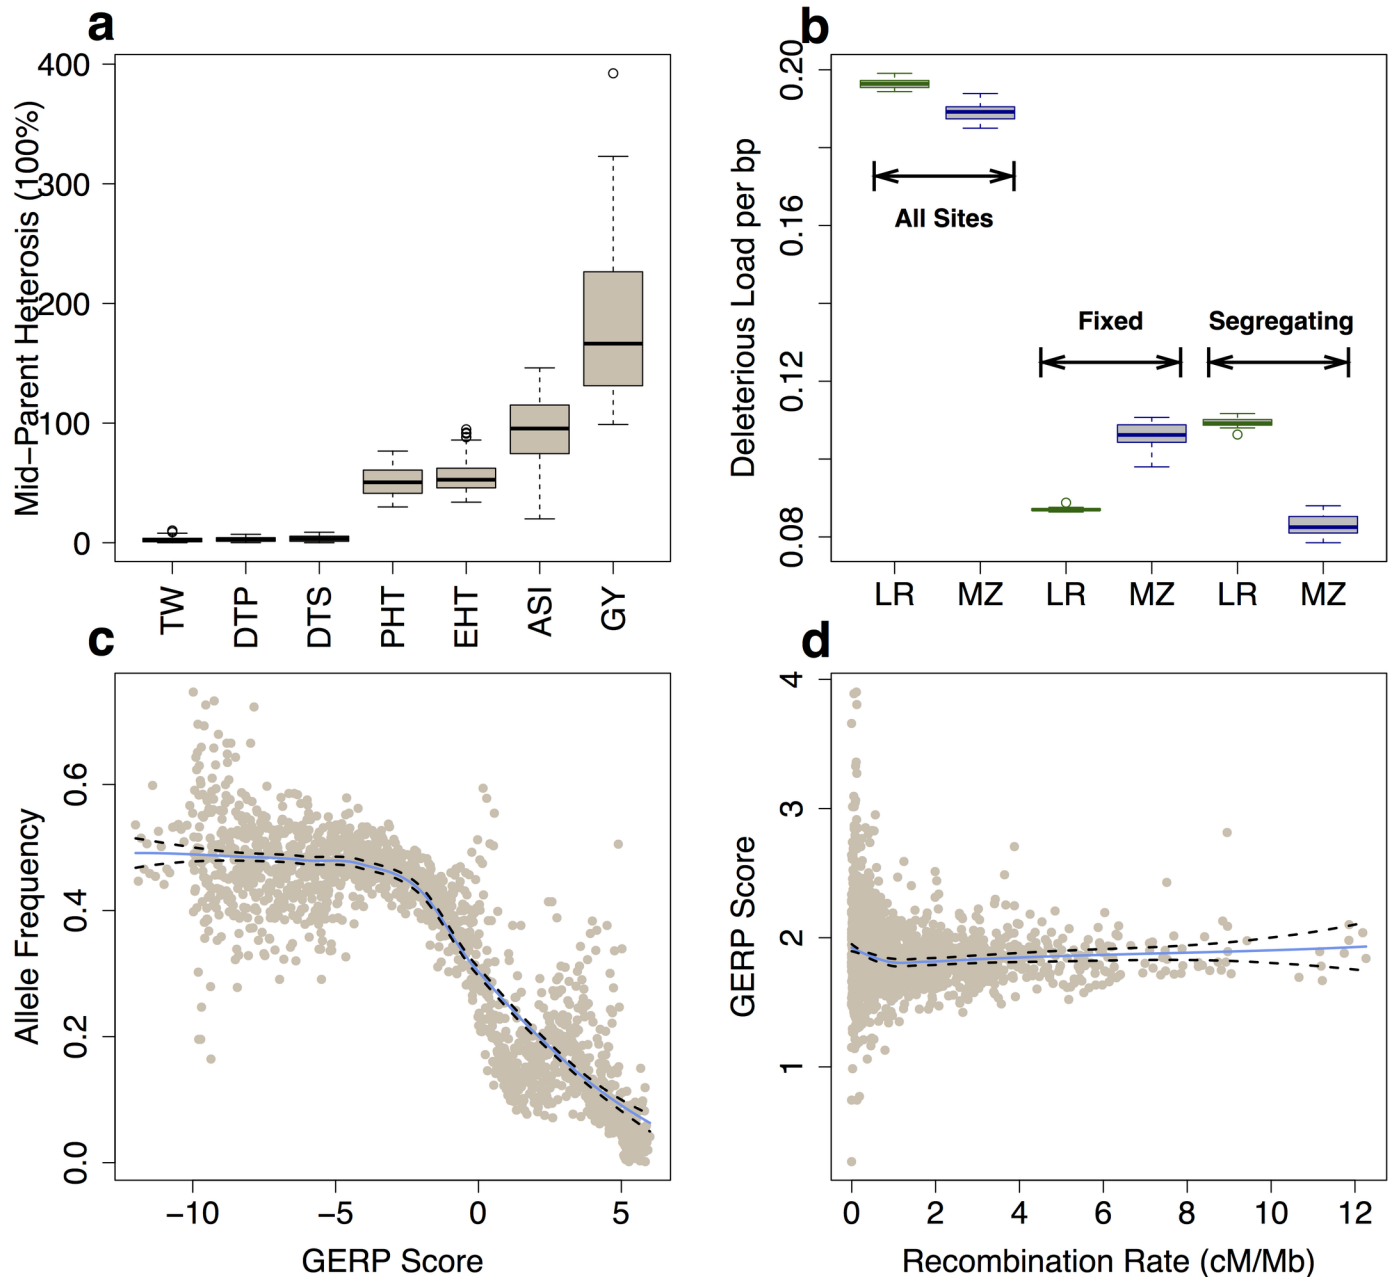 a
Mid−Parent Heterosis (100%)
400
300
200
100
0
TW DTP DTS PHT EHT ASI GY
b
Deleterious Load per bp
0.20
0.16
0.12
0.08
All Sites
Fixed Segregating
LR MZ LR MZ LR MZ
c
Allele Frequency
0.6
0.4
0.2
0.0
−10 −5 0 5
GERP Score
d
GERP Score
4
3
2
1
0 2 4 6 8 10 12
Recombination Rate (cM/Mb)